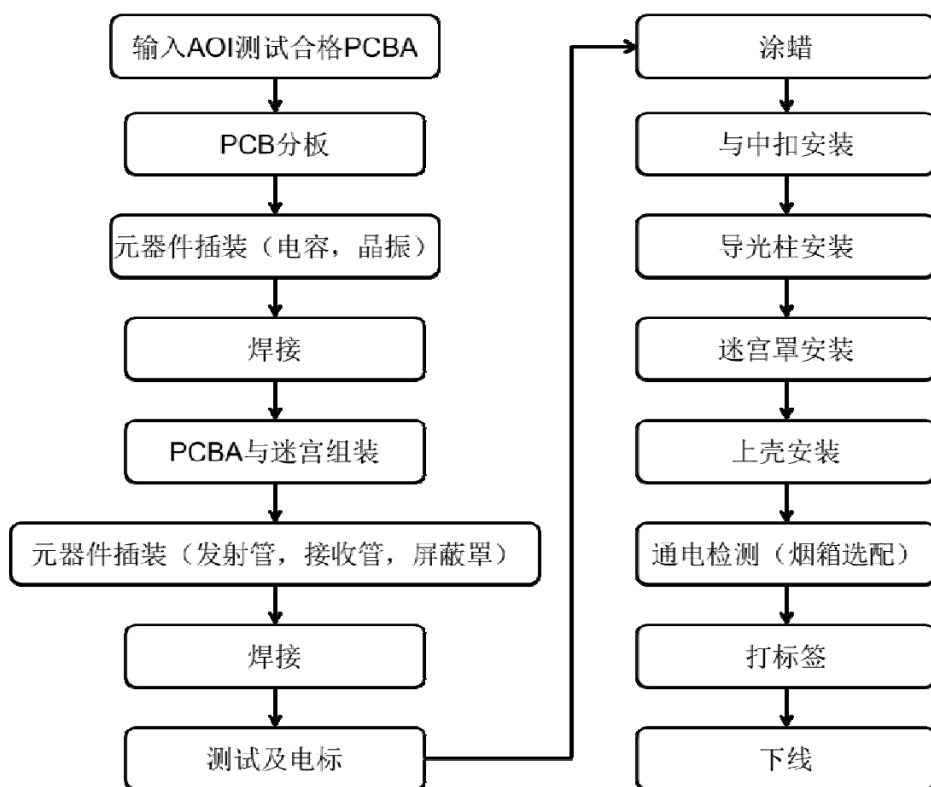 输入AOI测试合格PCBA
PCB分板
元器件插装（电容，晶振）
焊接
PCBA与迷宫组装
元器件插装（发射管，接收管，屏蔽罩）
焊接
测试及电标
涂蜡
与中扣安装
导光柱安装
迷宫罩安装
上壳安装
通电检测（烟箱选配）
打标签
下线